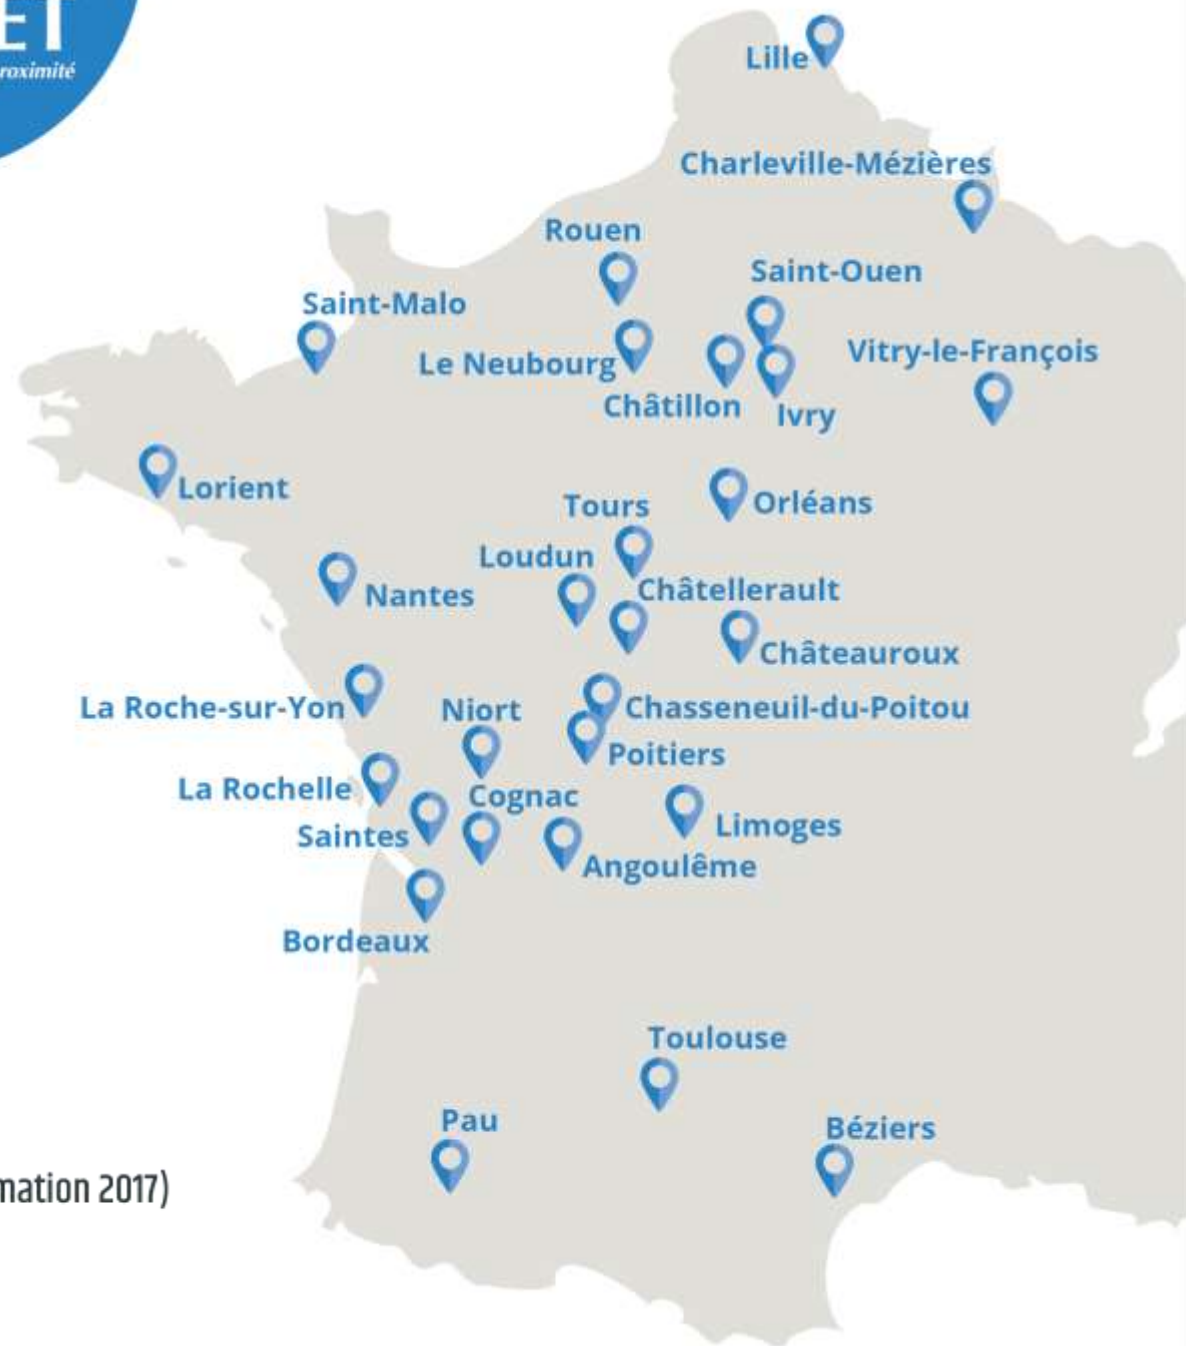 ET
Lille
Charleville-Mézières
Rouen
Saint-Ouen
Saint-Malo
Vitry-le-François
Le Neubourg
Châtillon
Ivry
Lorient
Orléans
Tours
Loudun
Châtellerault
Nantes
Châteauroux
La Roche-sur-Yon
Niort
Chasseneuil-du-Poitou
Poitiers
La Rochelle
Cognac
Saintes
Limoges
Angoulême
Bordeaux
Toulouse
Pau
Béziers
2017)